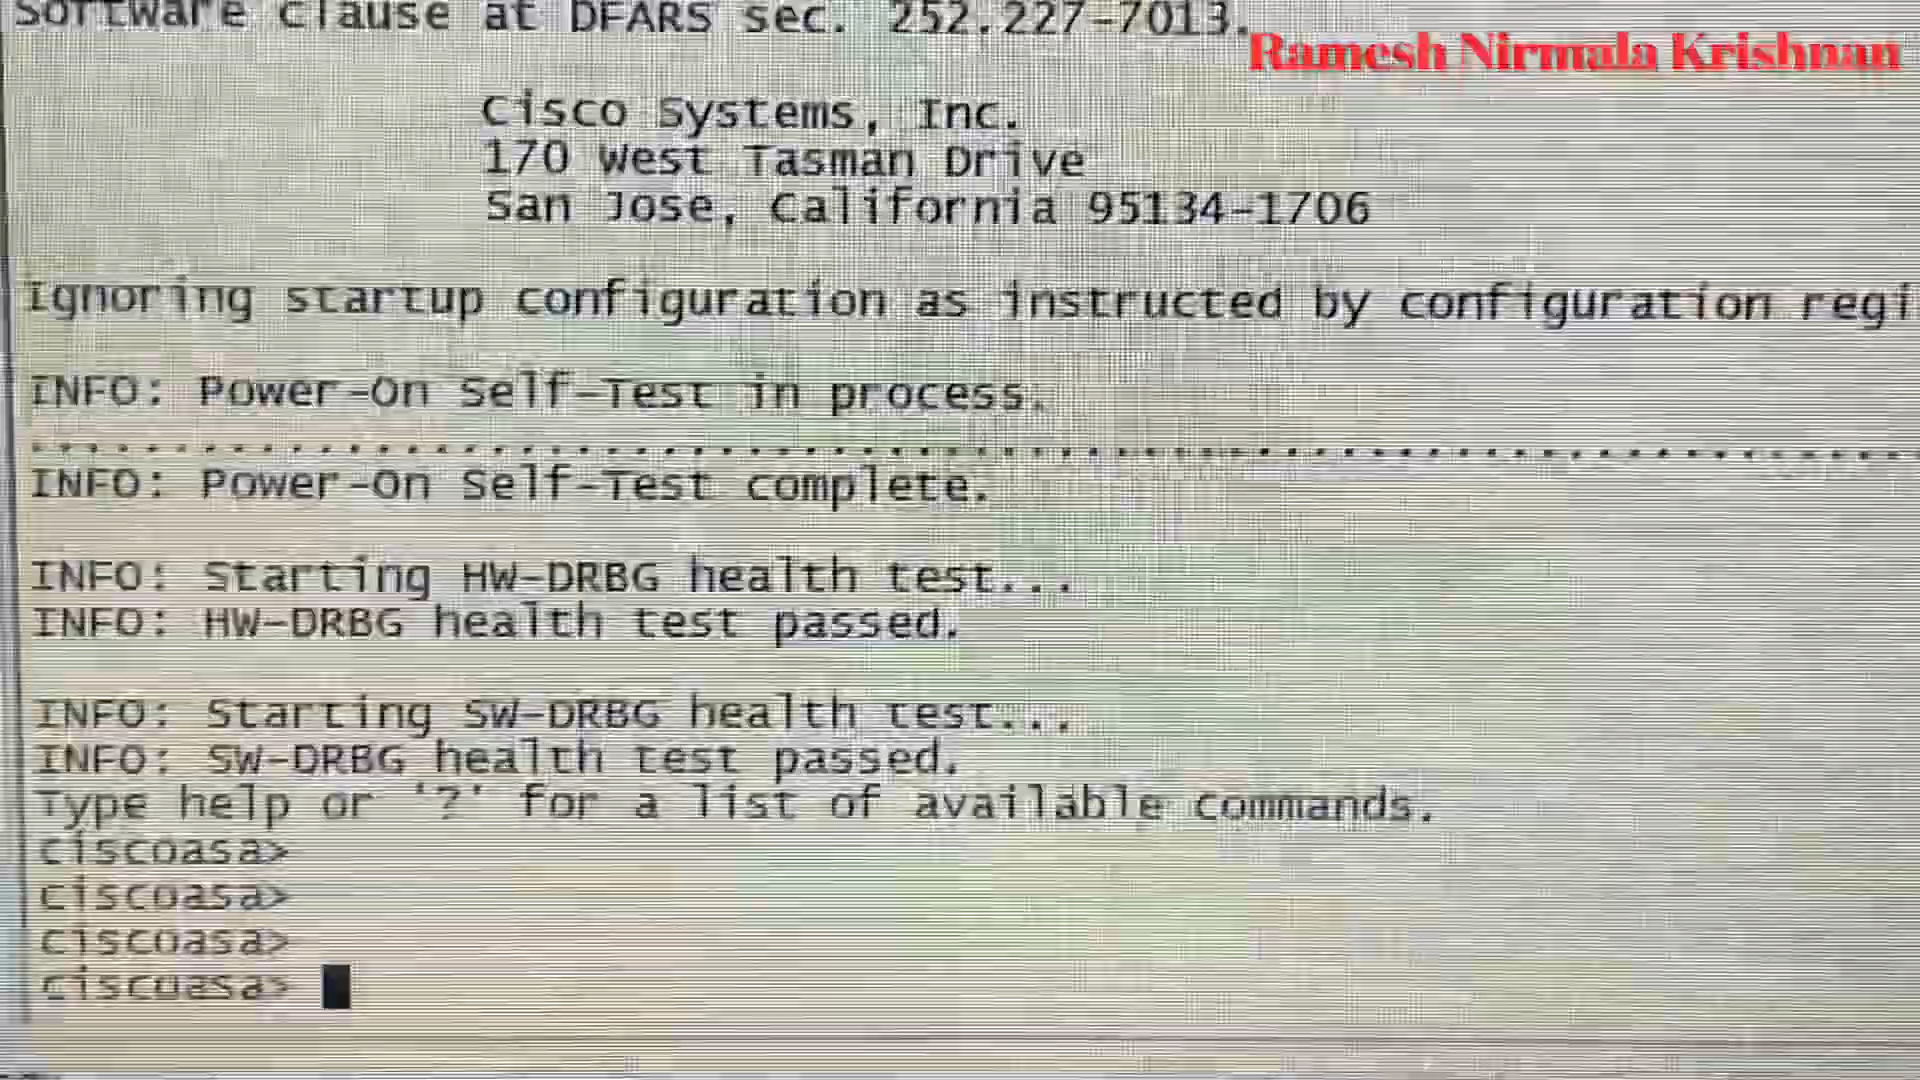 Software clause at DFARS sec. 252.227-7013.
Ramesh Nirmala Krishnan
Cisco Systems, Inc.
170 West Tasman Drive
San Jose, California 95134-1706
Ignoring startup configuration as instructed by configuration regi
INFO: Power-On Self-Test in process.
.......................................................................
INFO: Power-On Self-Test complete.
INFO: Starting HW-DRBG health test...
INFO: HW-DRBG health test passed.
INFO: Starting SW-DRBG health test...
INFO: SW-DRBG health test passed.
Type help or '?' for a list of available commands.
ciscoasa>
ciscoasa>
ciscoasa>
ciscoasa>